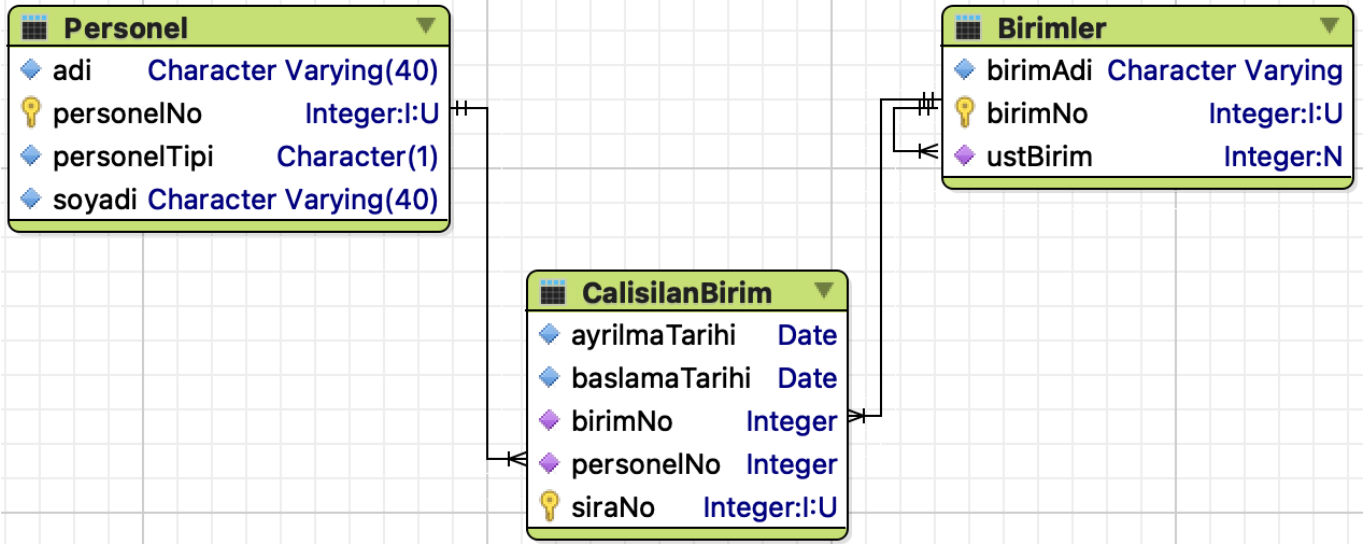 Personel
adi Character Varying(40)
personelNo Integer:I:U
personelTipi Character(1)
soyadi Character Varying(40)
Birimler
birimAdi Character Varying
birimNo Integer:I:U
ustBirim Integer:N
CalisilanBirim
ayrilmaTarihi Date
baslamaTarihi Date
birimNo Integer
personelNo Integer
siraNo Integer:I:U